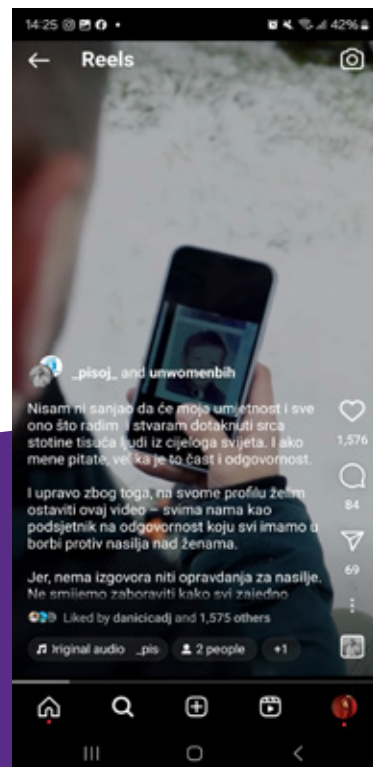 14:25
42%
Reels
_pisoj_ and unwomenbih
Nisam ni sanjao da će moja umjetnost i sve
ono što radim i stvaram dotaknuti srca
stotine tisuća ljudi iz cijeloga svijeta. I ako
mene pitate, velika je to čast i odgovornost.
I upravo zbog toga, na svome profilu želim
ostaviti ovaj video – svima nama kao
podsjetnik na odgovornost koju svi imamo u
borbi protiv nasilja nad ženama.
Jer, nema izgovora niti opravdanja za nasilje.
Ne smijemo zaboraviti kako svi zajedno
1,576
84
69
Liked by danicicadj and 1,575 others
Original audio _pis
2 people
+1